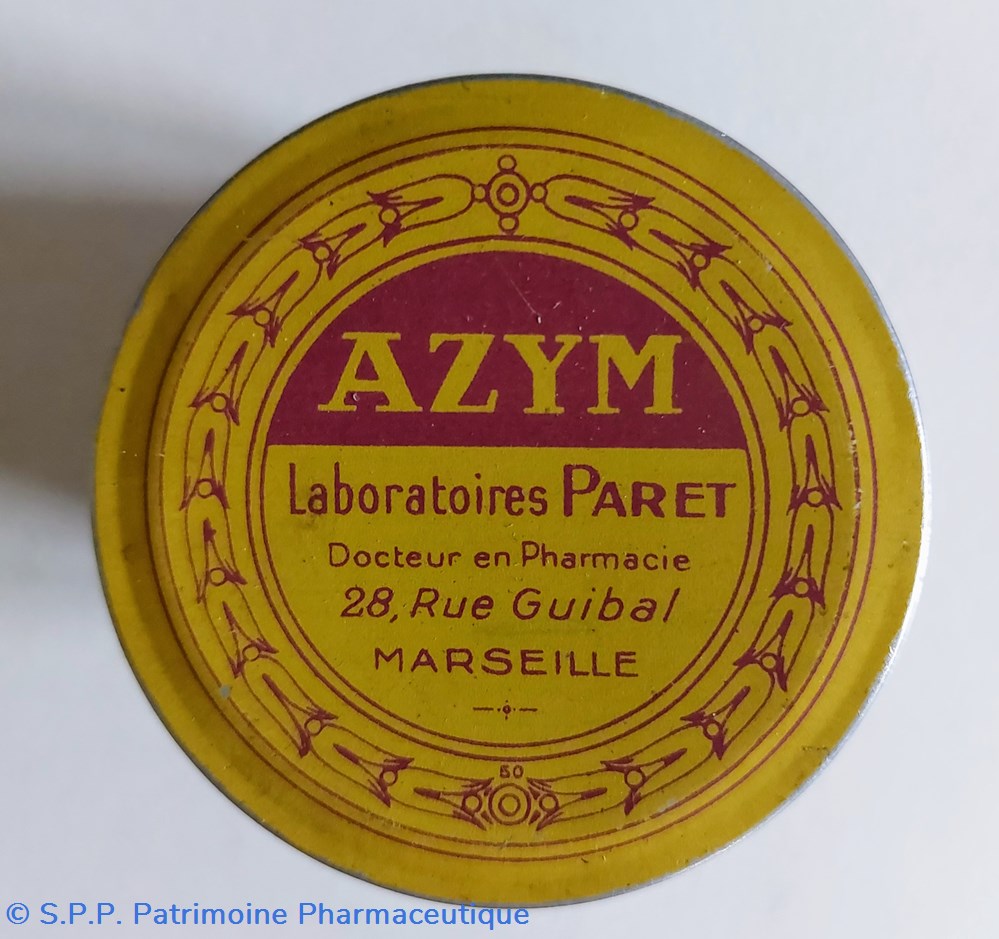 AZYM
Laboratoires PARET
Docteur en Pharmacie
28, Rue Guibal
MARSEILLE
50
© S.P.P. Patrimoine Pharmaceutique